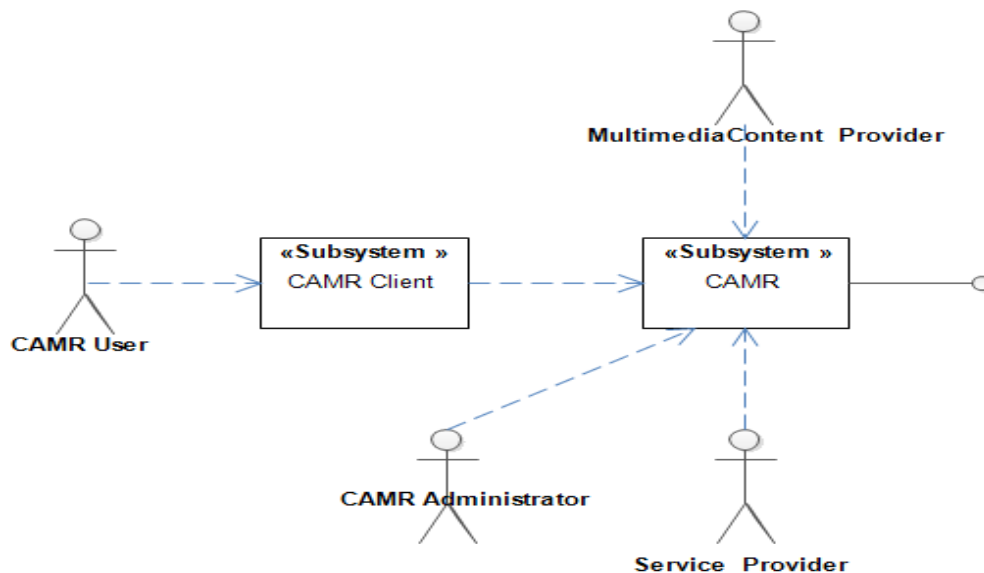 MultimediaContent Provider
«Subsystem »
CAMR Client
«Subsystem »
CAMR
CAMR User
CAMR Administrator
Service Provider